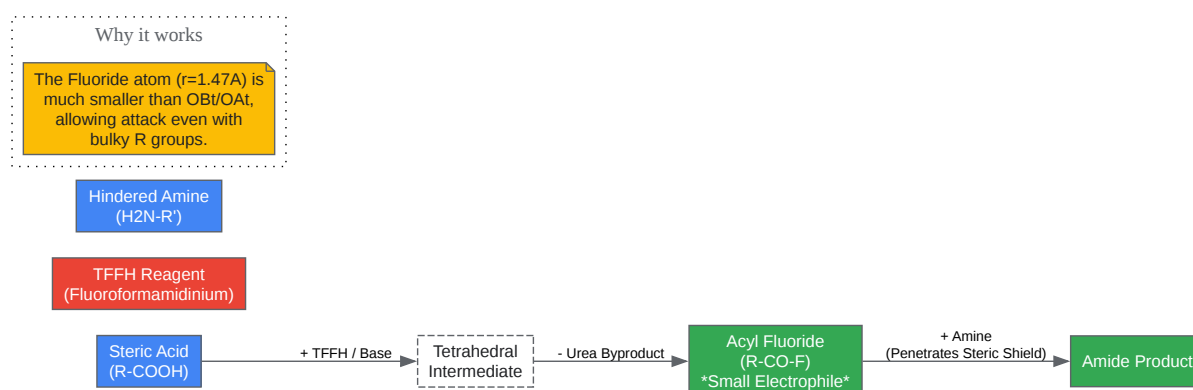 Why it works
The Fluoride atom (r=1.47A) is
much smaller than OBt/OAt,
allowing attack even with
bulky R groups.
Hindered Amine
(H2N-R')
TFFH Reagent
(Fluoroformamidinium)
Steric Acid
(R-COOH)
+ TFFH / Base
Tetrahedral
Intermediate
- Urea Byproduct
Acyl Fluoride
(R-CO-F)
*Small Electrophile*
+ Amine
(Penetrates Steric Shield)
Amide Product